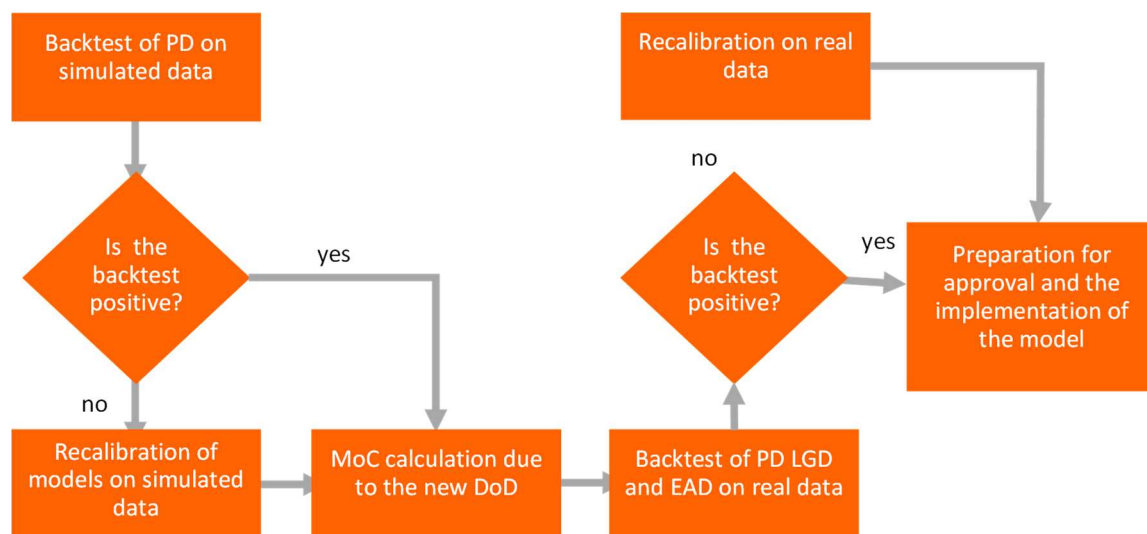 Backtest of PD on
simulated data
Is the
backtest
positive?
yes
no
Recalibration of
models on simulated
data
MoC calculation due
to the new DoD
Backtest of PD LGD
and EAD on real data
Is the
backtest
positive?
no
yes
Recalibration on real
data
Preparation for
approval and the
implementation of
the model